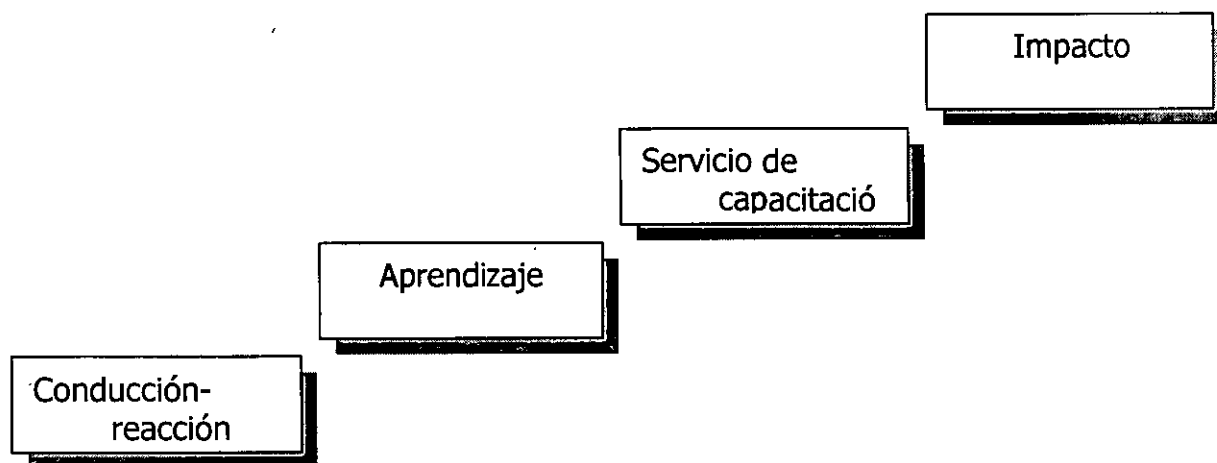 Impacto
Servicio de
capacitació
Aprendizaje
Conducción-
reacción